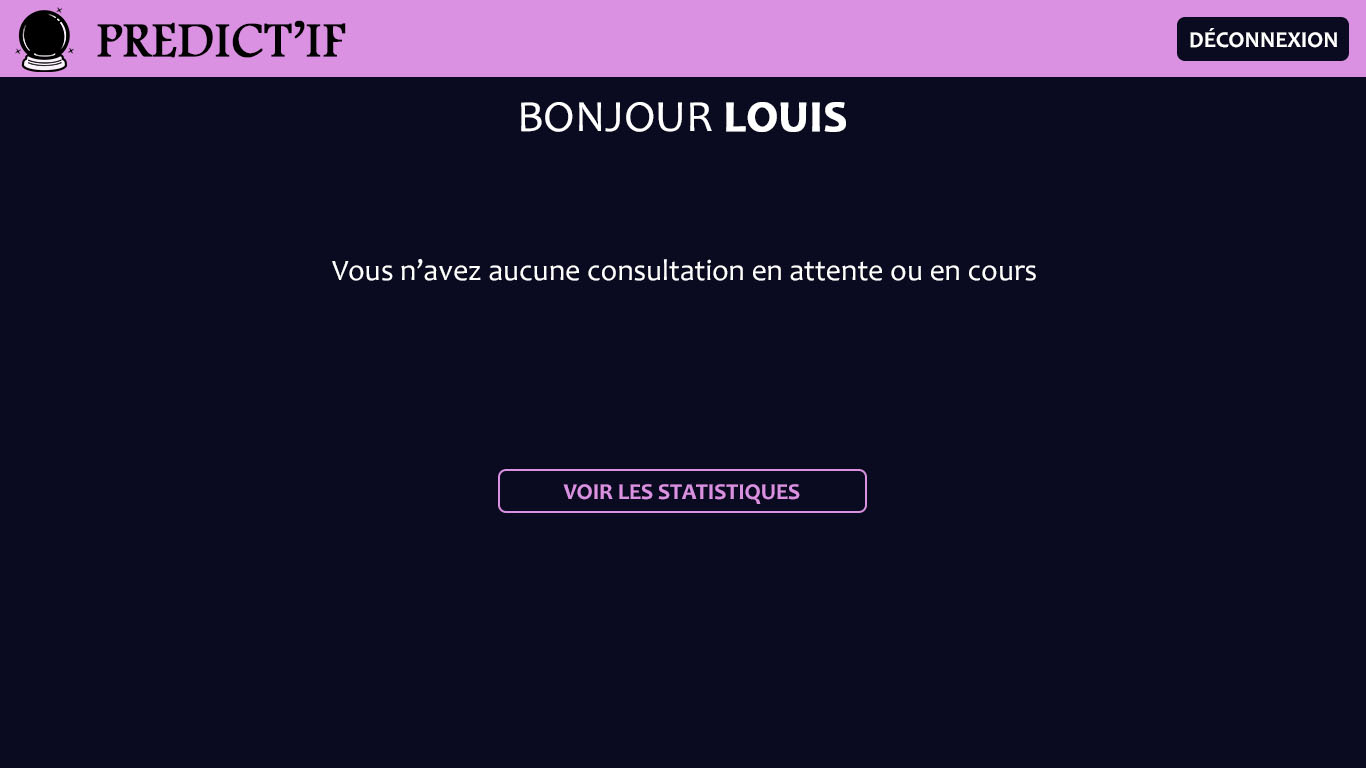 PREDICT’IF
DÉCONNEXION
BONJOUR LOUIS
Vous n’avez aucune consultation en attente ou en cours
VOIR LES STATISTIQUES